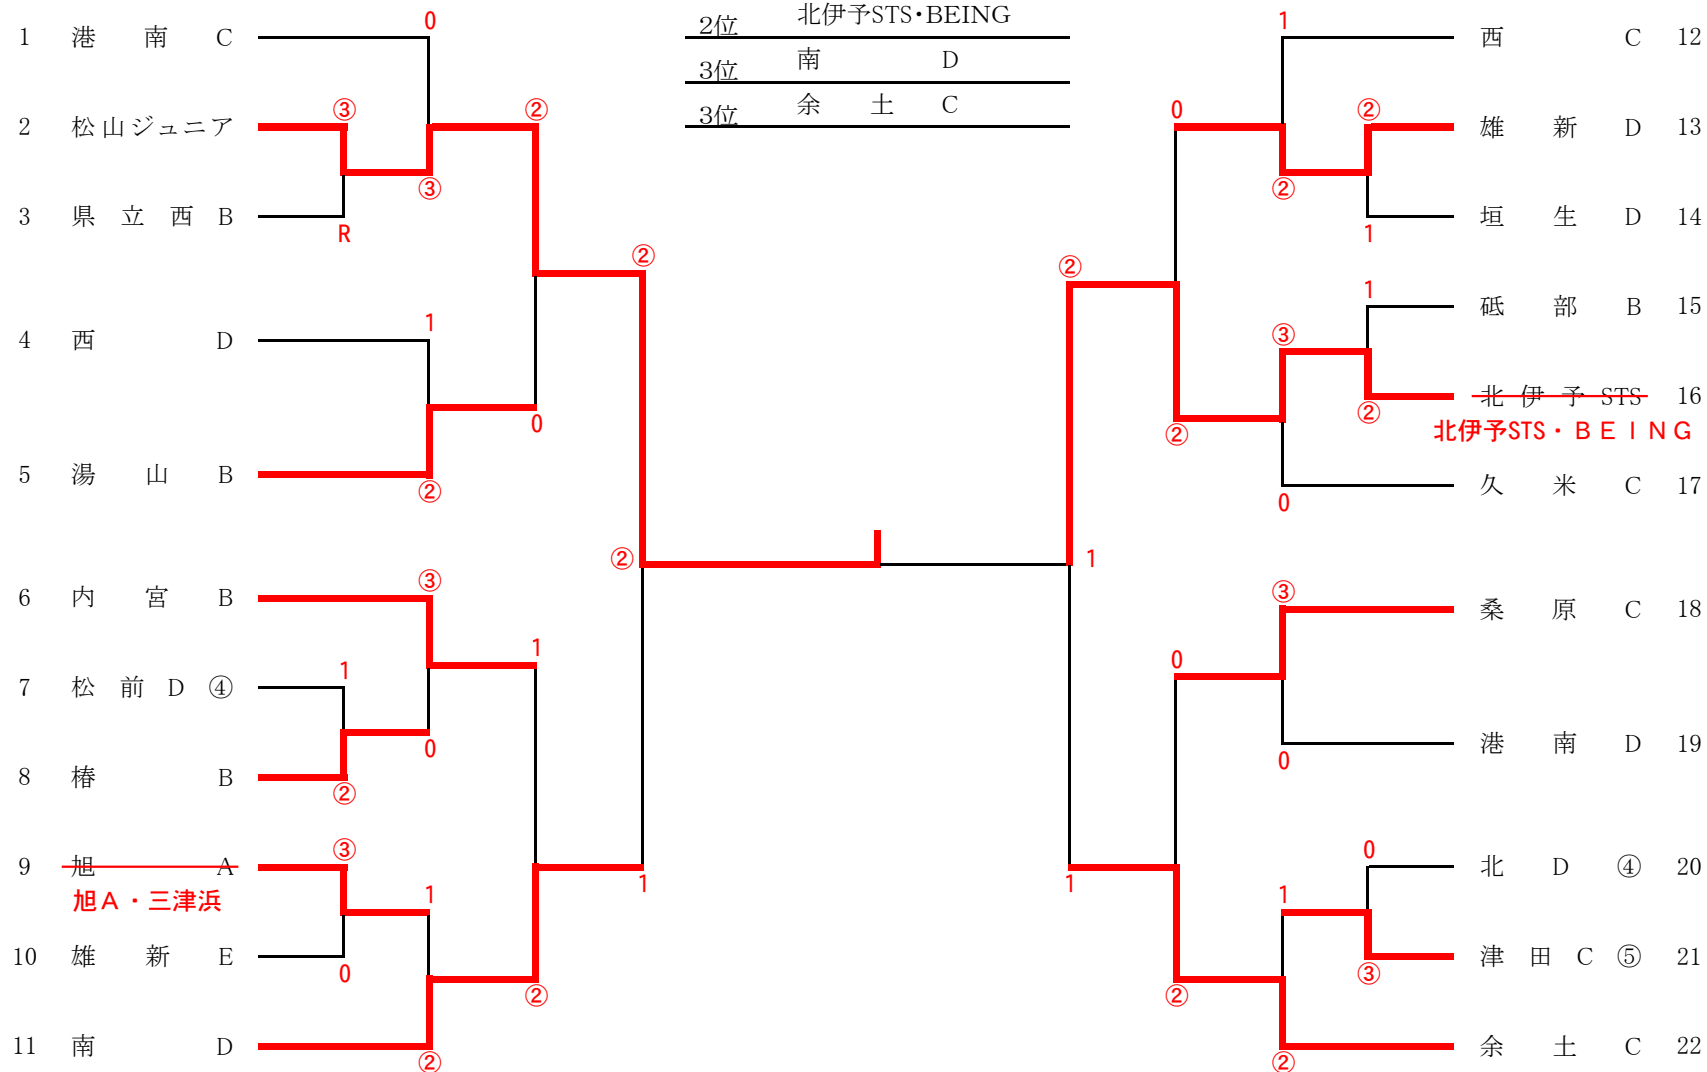 2位 北伊予STS・BEING
3位 南 D
3位 余 土 C
1 港 南 C
0
2 松山ジュニア
③
②
③
3 県 立 西 B
R
②
4 西 D
1
0
5 湯 山 B
②
②
6 内 宮 B
③
1
7 松 前 D ④
1
0
8 椿 B
②
9 旭 A
旭A・三津浜
③
1
1
10 雄 新 E
0
②
11 南 D
②
1
西 C 12
0
②
雄 新 D 13
②
垣 生 D 14
1
②
1
砥 部 B 15
③
北 伊 予 STS 16
北伊予STS・BEING
②
②
久 米 C 17
0
1
③
桑 原 C 18
0
港 南 D 19
0
0
北 D ④ 20
1
1
津 田 C ⑤ 21
③
②
余 土 C 22
②